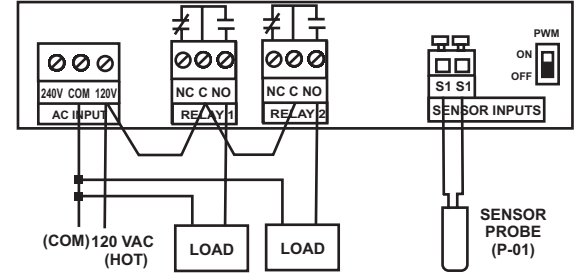 PWM
ON
OFF
240V COM 120V
AC INPUT
NC C NO
RELAY 1
NC C NO
RELAY 2
S1 S1
SENSOR INPUTS
(COM)
120 VAC
(HOT)
LOAD
LOAD
SENSOR
PROBE
(P-01)